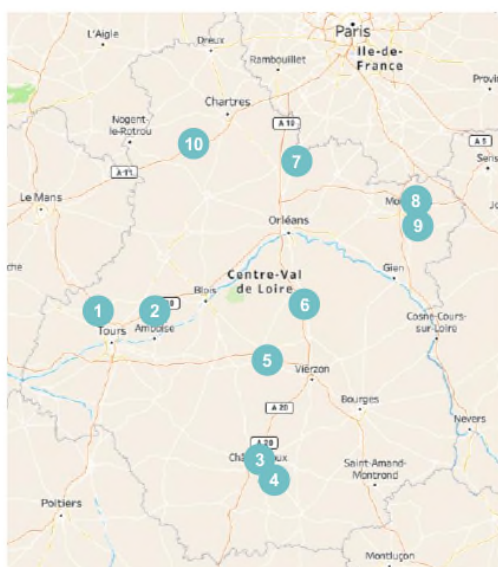 L'Aigle
Dreux
Paris
Ile-de-
France
Rambouillet
Provi
Chartres
Nogent-
le-Rotrou
A 10
A 5
10
7
Sens
A 11
8
Le Mans
9
Orléans
Gien
Centre-Val
de Loire
Blois
1
2
6
Cosne-Cours-
sur-Loire
Tours
Amboise
5
Vierzon
Bourges
A 20
Nevers
A 20
3
4
Saint-Amand-
Montrond
Poitiers
Montluçon